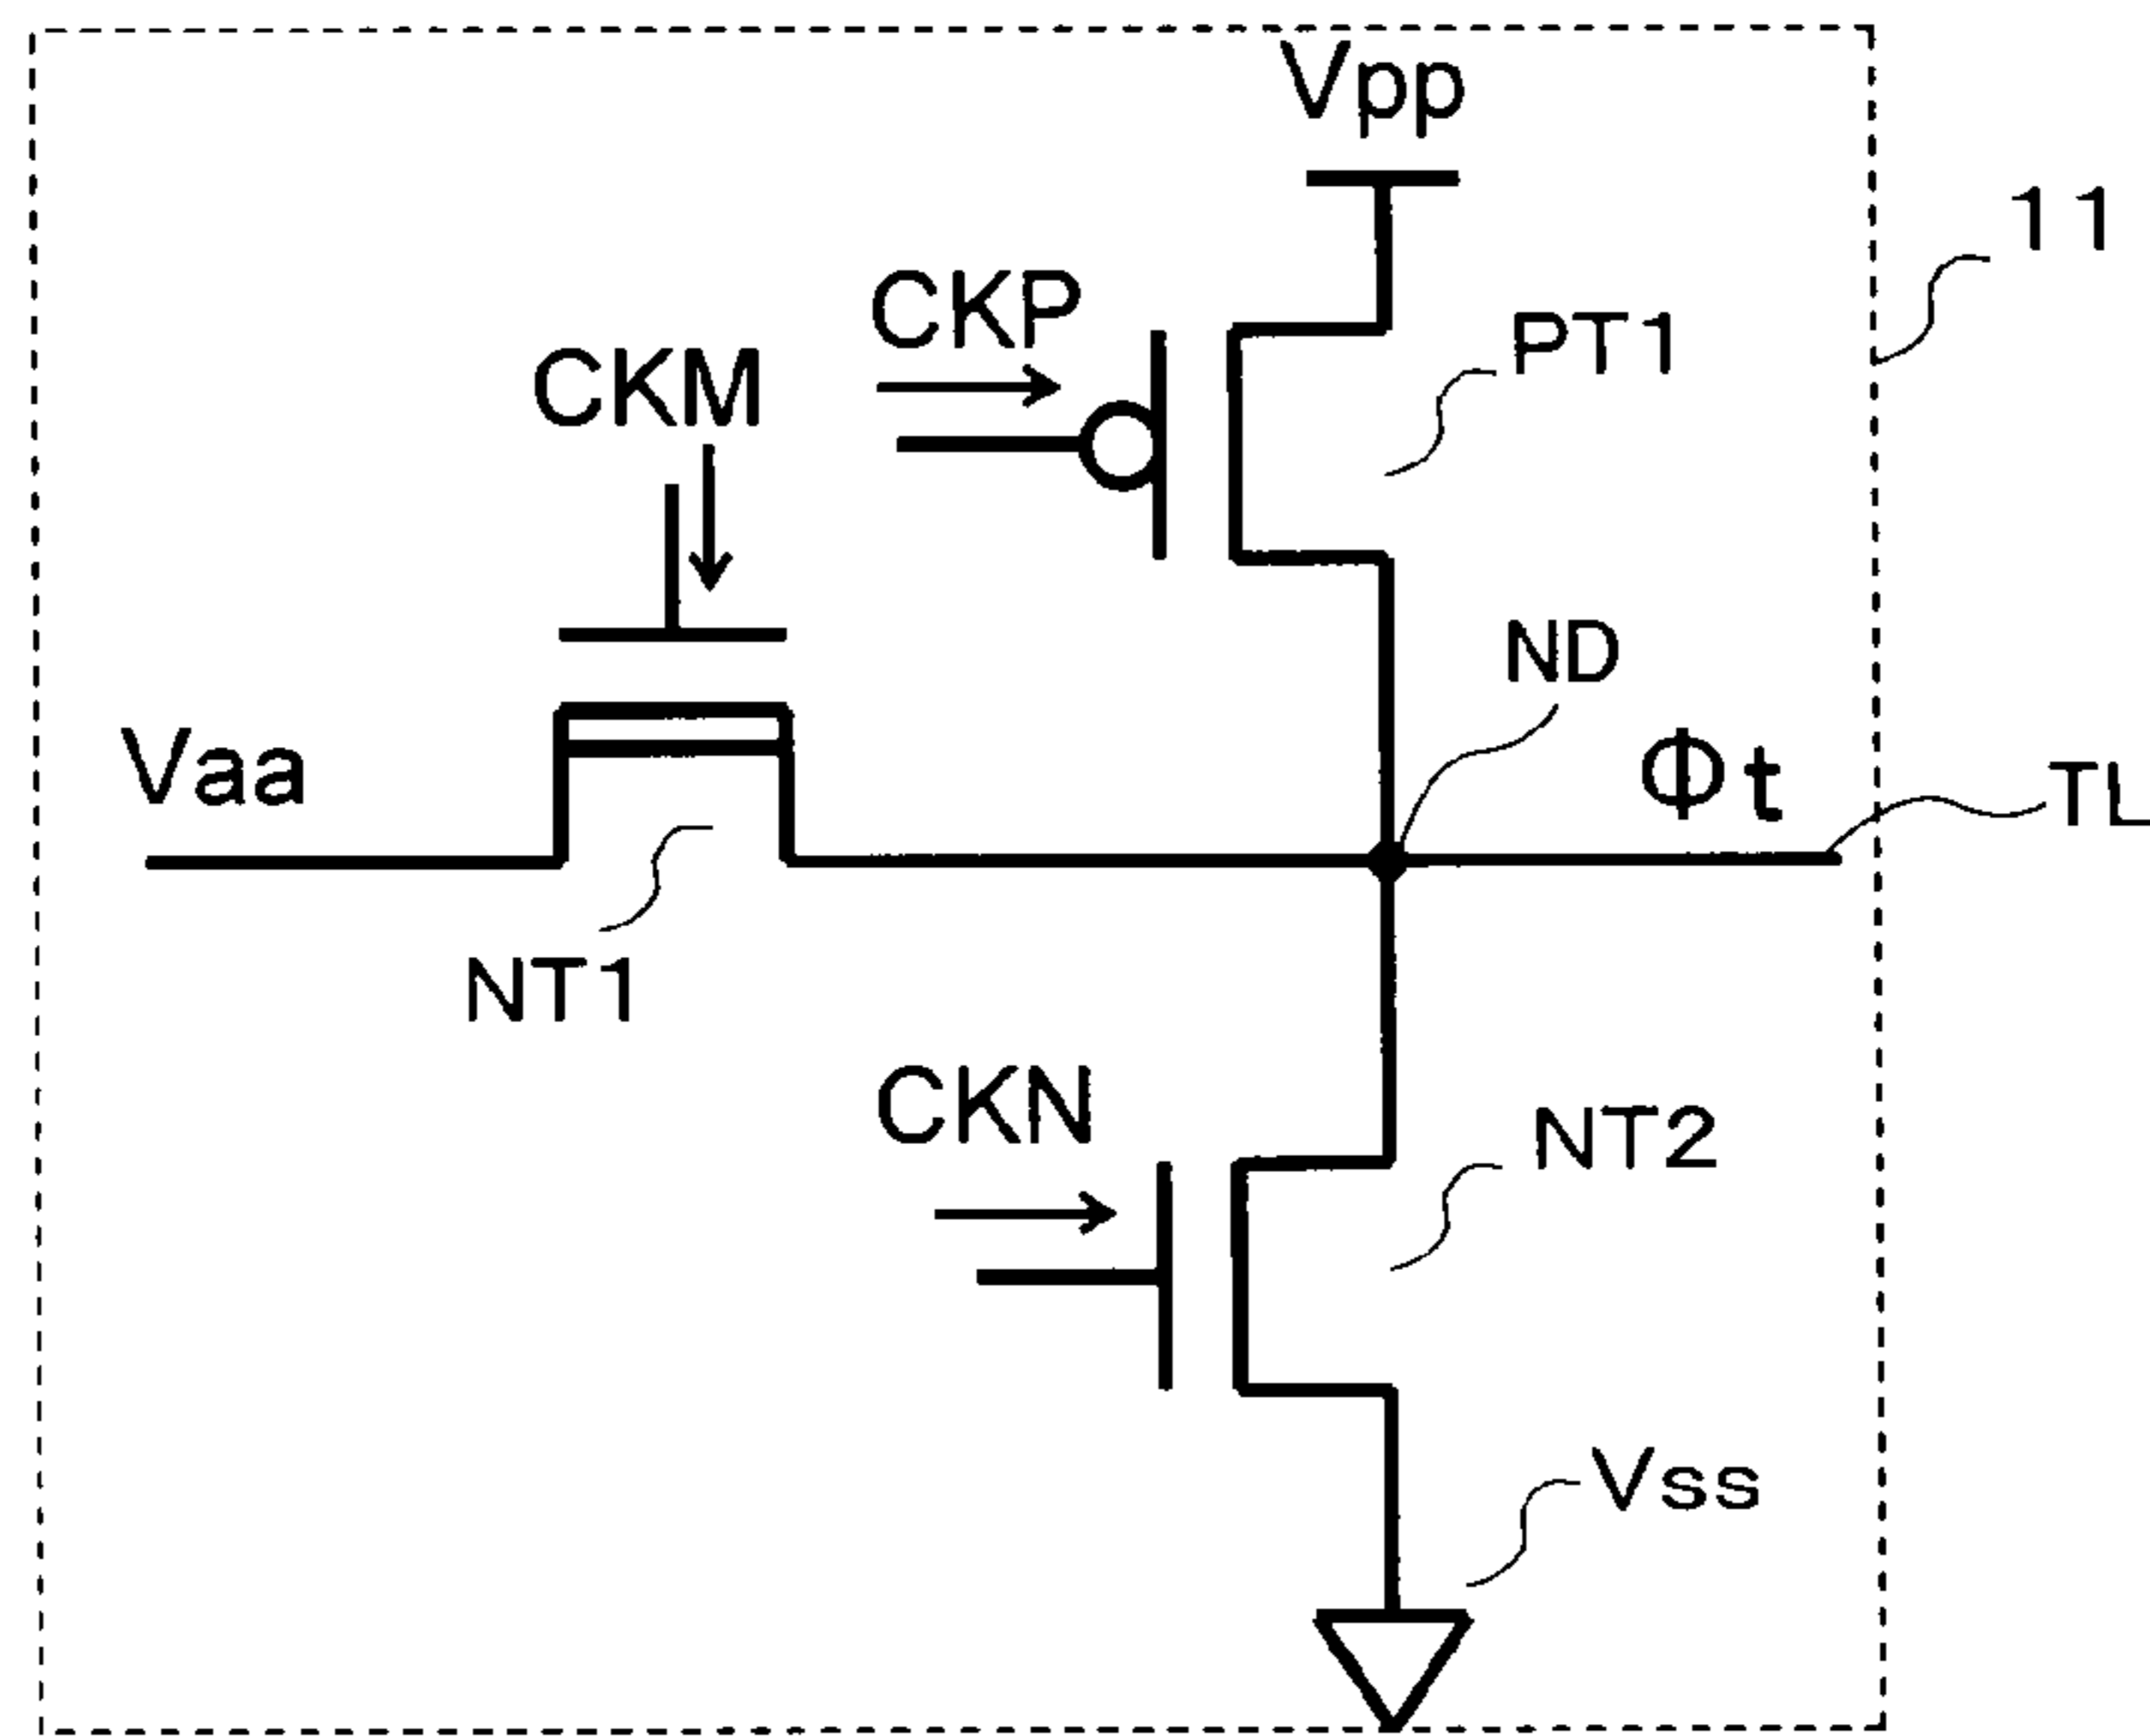 Vpp
11
CKP
PT1
CKM
ND
Vaa
Φt
TL
NT1
CKN
NT2
Vss